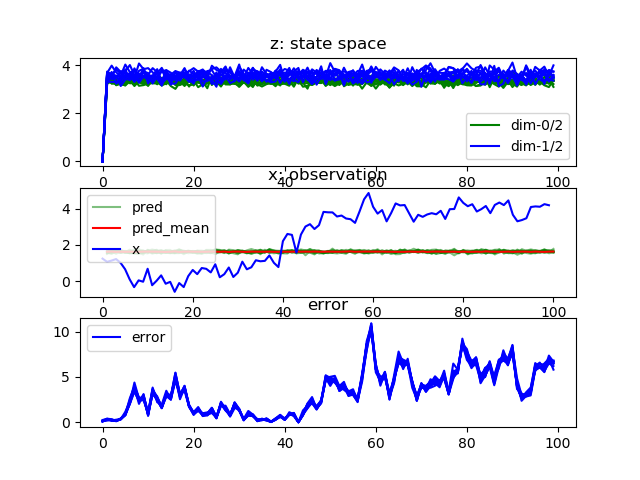 z: state space
4
2
0
dim-0/2
dim-1/2
0 20 40 60 80 100
x: observation
4
2
0
pred
pred_mean
x
0 20 40 60 80 100
error
10
5
0
error
0 20 40 60 80 100